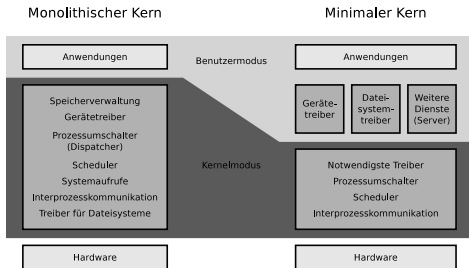 Monolithischer Kern
Minimaler Kern
Anwendungen
Benutzermodus
Anwendungen
Speicherverwaltung
Gerätetreiber
Prozessumschalter
(Dispatcher)
Scheduler
Systemaufrufe
Interprozesskommunikation
Treiber für Dateisysteme
Kernelmodus
Geräte-
treiber
Datei-
system-
treiber
Weitere
Dienste
(Server)
Notwendigste Treiber
Prozessumschalter
Scheduler
Interprozesskommunikation
Hardware
Hardware